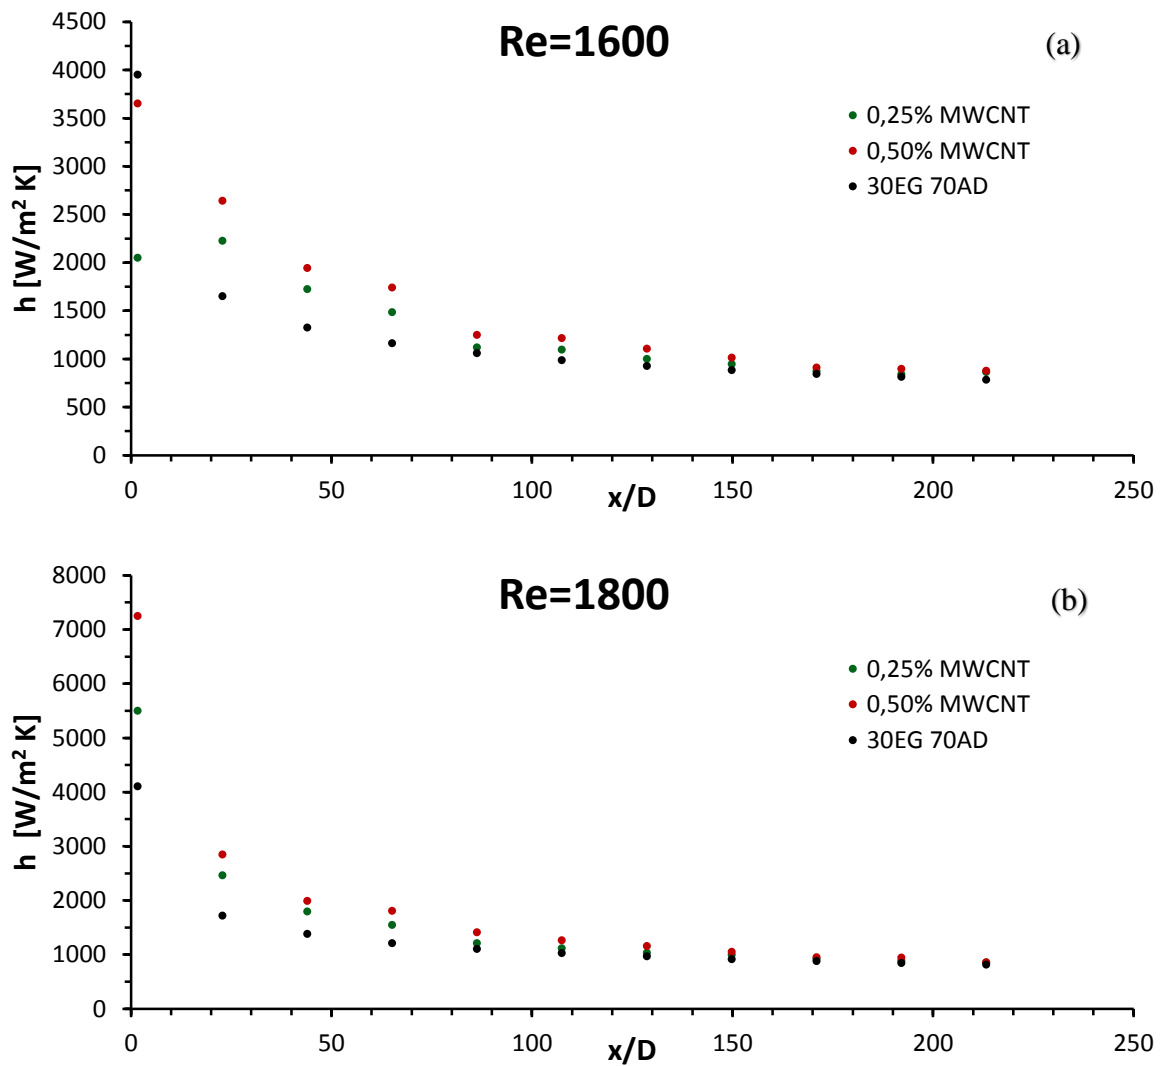 Re=1600
(a)
4500
4000
3500
3000
2500
2000
1500
1000
500
0
h [W/m² K]
0,25% MWCNT
0,50% MWCNT
30EG 70AD
0 50 100 150 200 250
x/D
Re=1800
(b)
8000
7000
6000
5000
4000
3000
2000
1000
0
h [W/m² K]
0,25% MWCNT
0,50% MWCNT
30EG 70AD
0 50 100 150 200 250
x/D